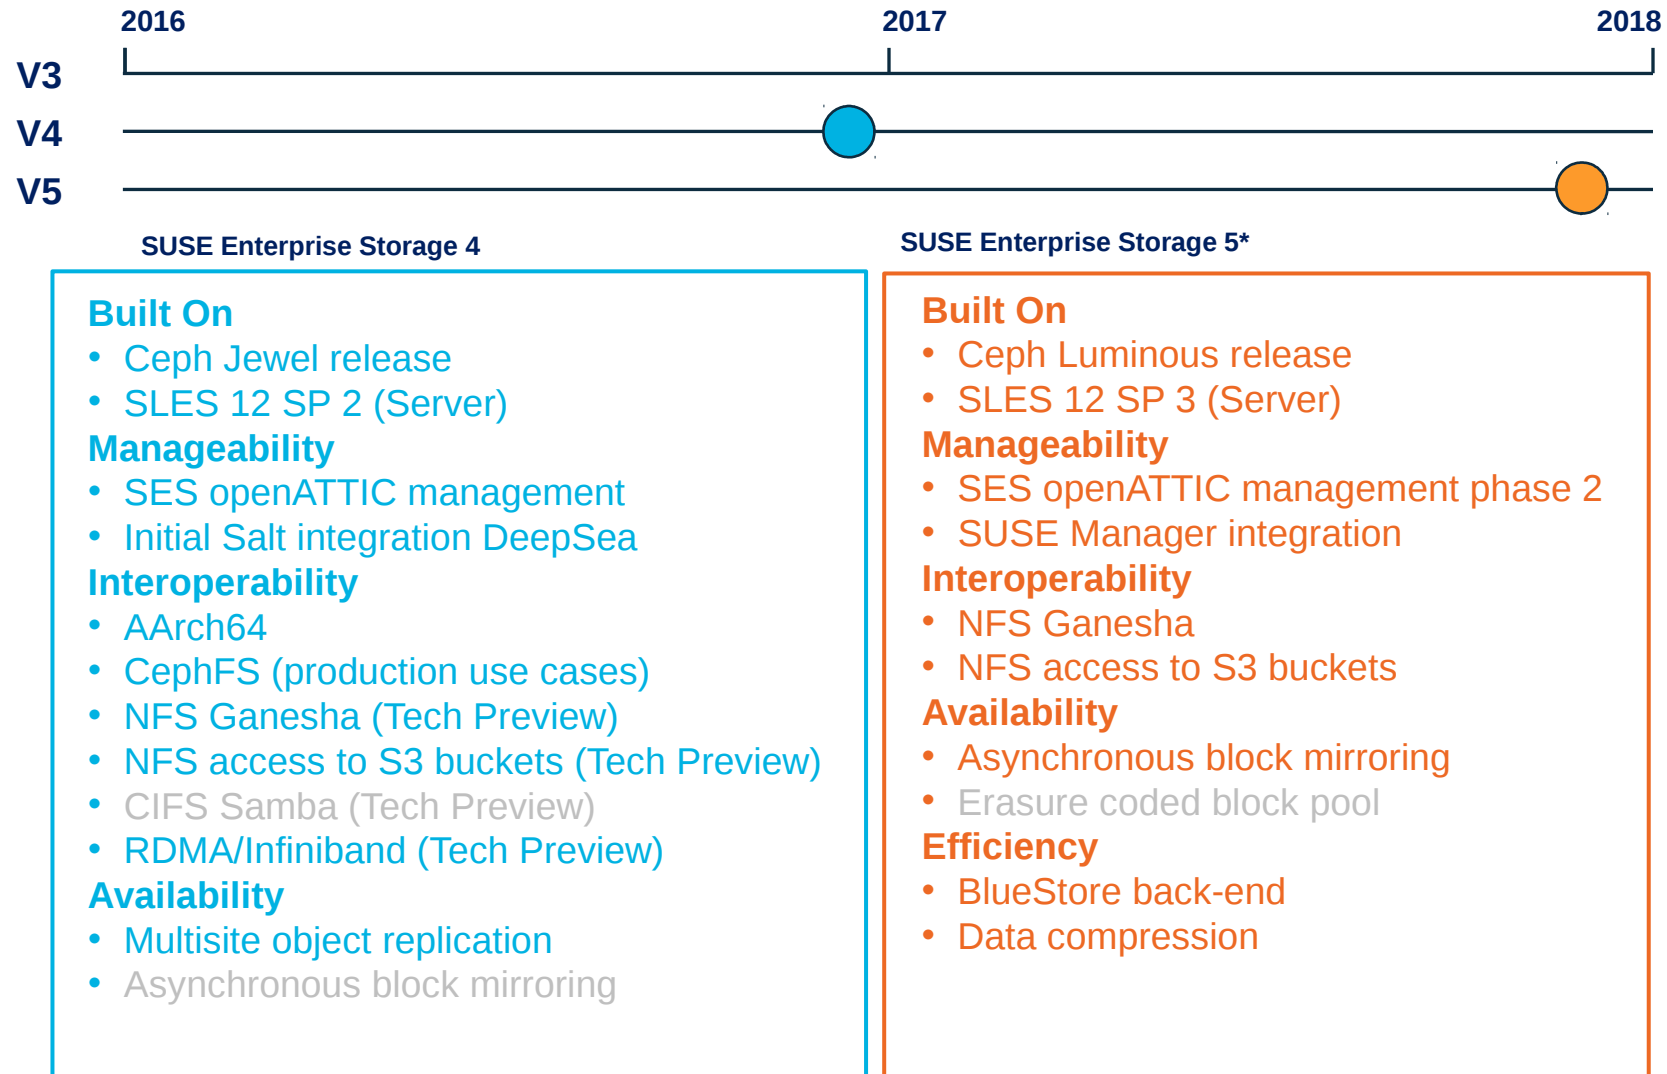 2016 2017 2018
V3
V4
V5
SUSE Enterprise Storage 4
Built On
• Ceph Jewel release
• SLES 12 SP 2 (Server)
Manageability
• SES openATTIC management
• Initial Salt integration DeepSea
Interoperability
• AArch64
• CephFS (production use cases)
• NFS Ganesha (Tech Preview)
• NFS access to S3 buckets (Tech Preview)
• CIFS Samba (Tech Preview)
• RDMA/Infiniband (Tech Preview)
Availability
• Multisite object replication
• Asynchronous block mirroring
SUSE Enterprise Storage 5*
Built On
• Ceph Luminous release
• SLES 12 SP 3 (Server)
Manageability
• SES openATTIC management phase 2
• SUSE Manager integration
Interoperability
• NFS Ganesha
• NFS access to S3 buckets
Availability
• Asynchronous block mirroring
• Erasure coded block pool
Efficiency
• BlueStore back-end
• Data compression